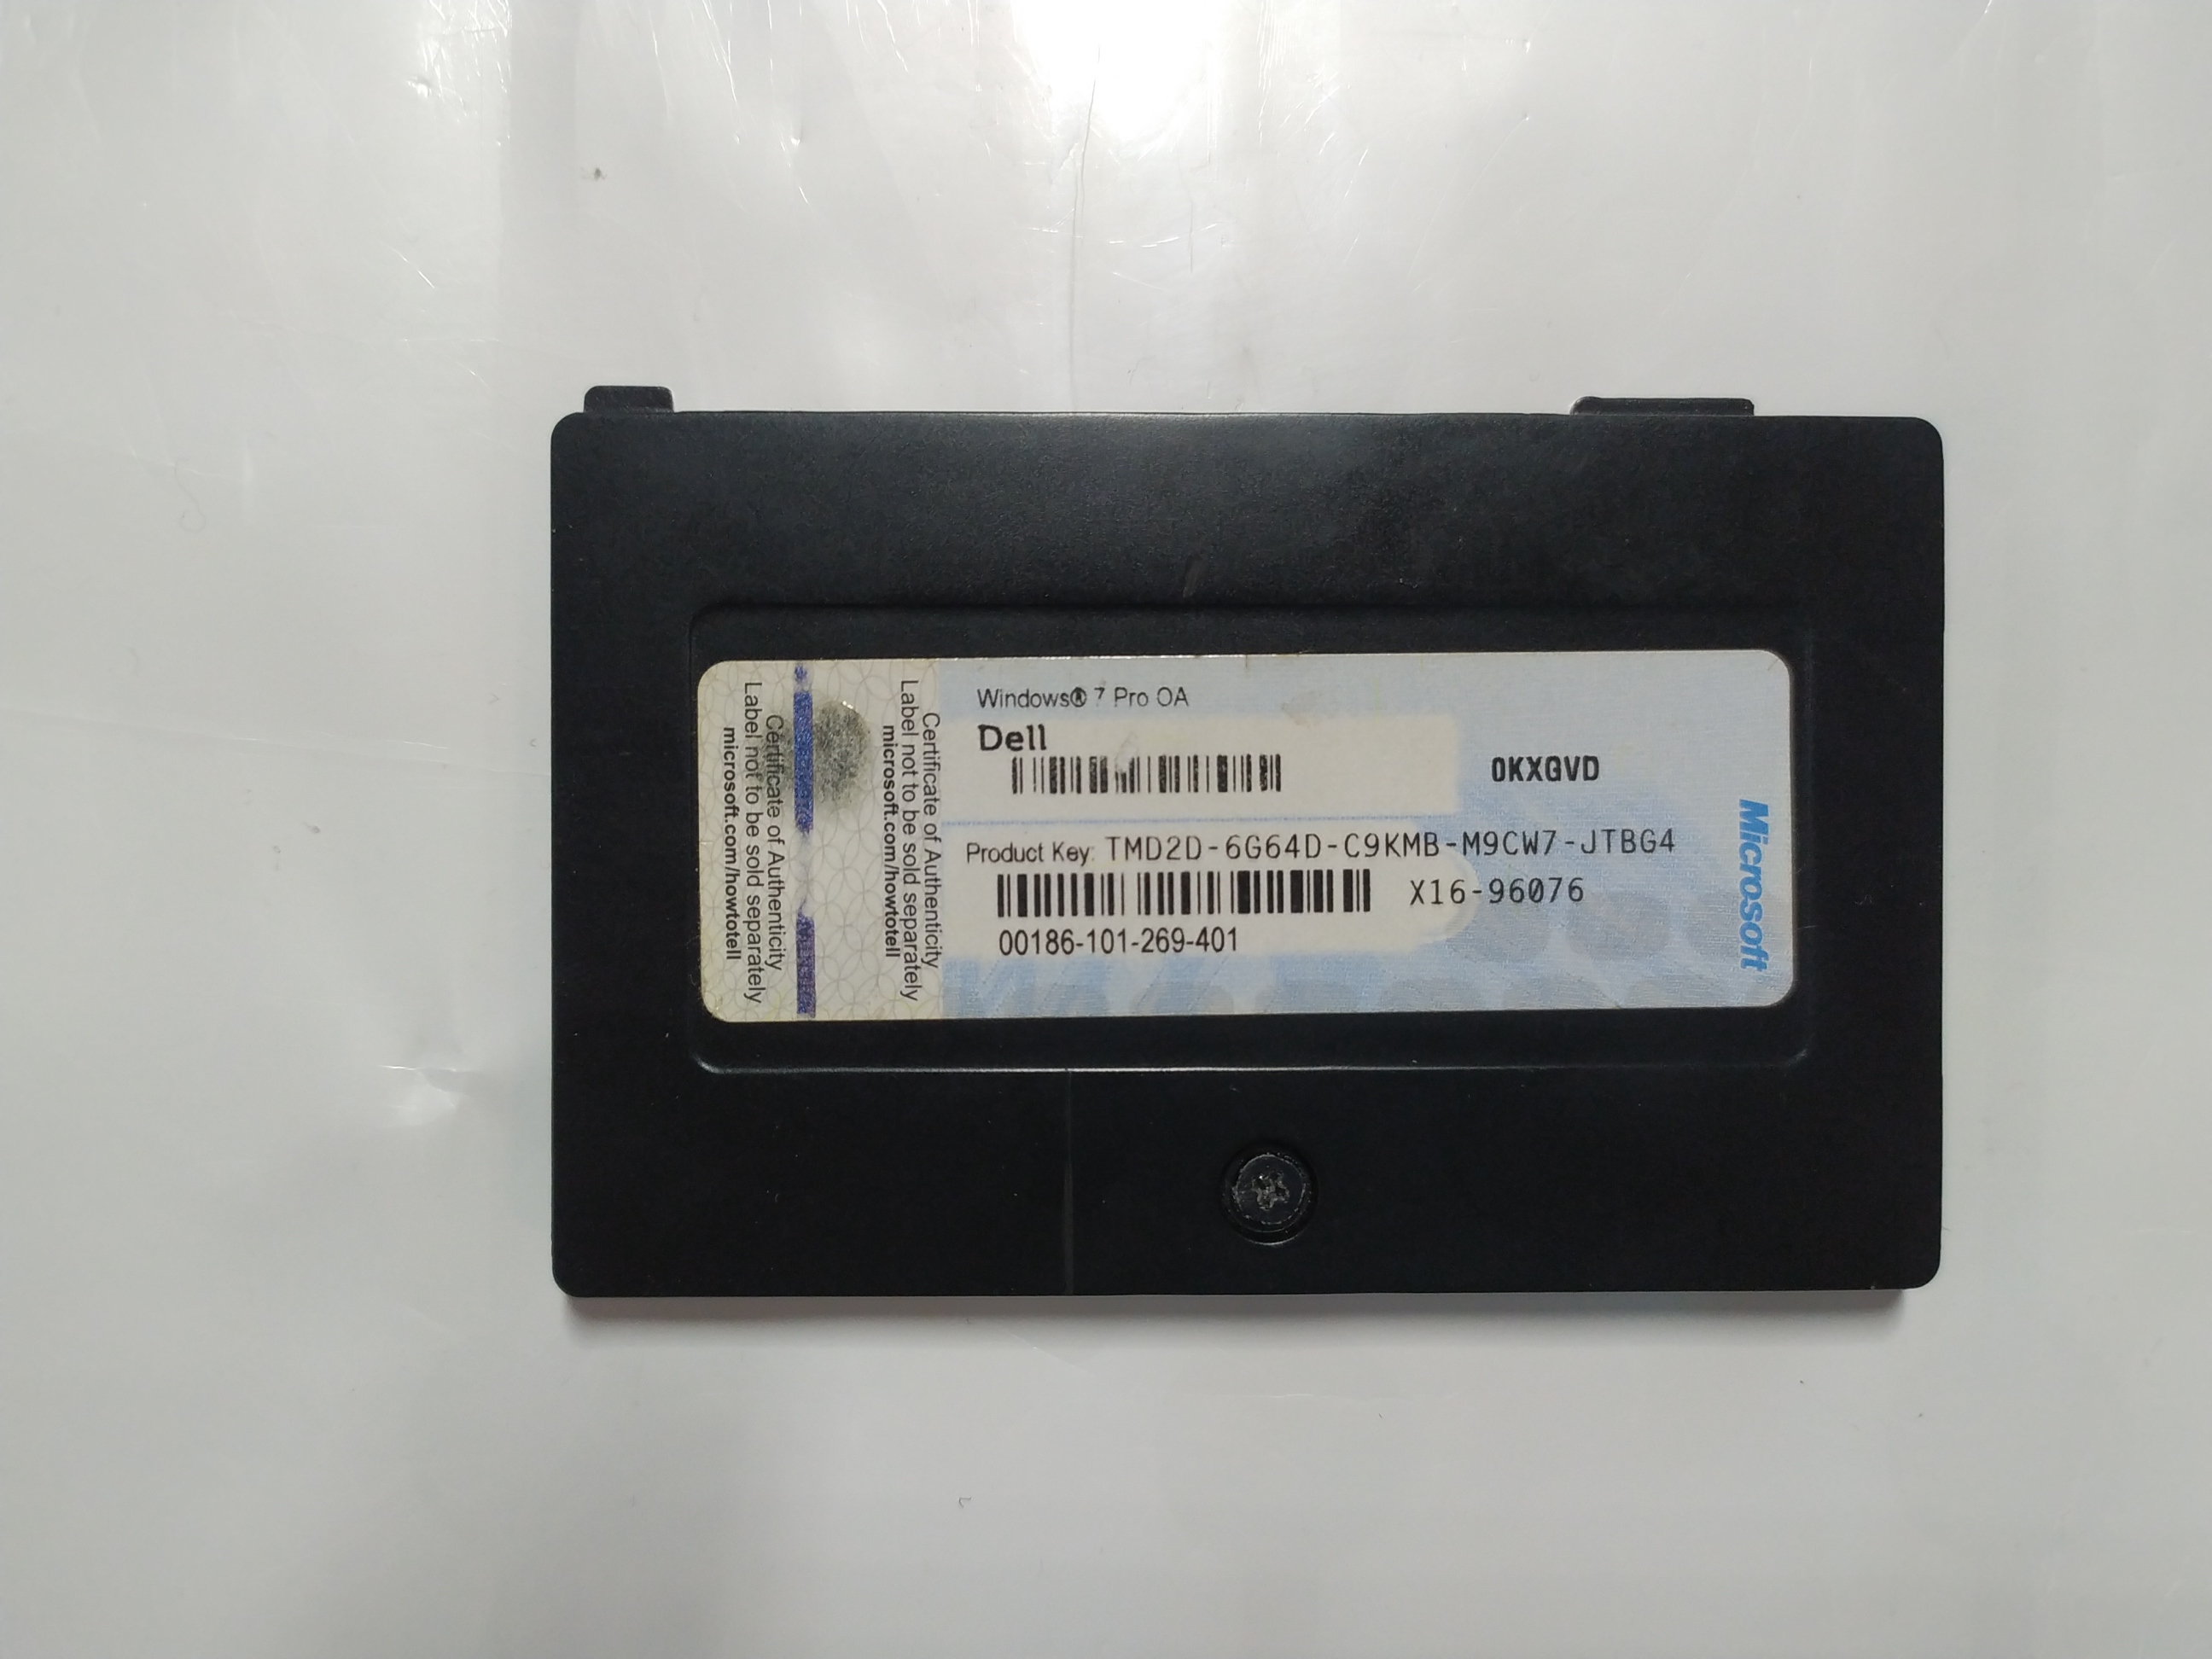 Windows® 7 Pro OA
Dell
0KXGVD
Product Key: TMD2D-6G64D-C9KMB-M9CW7-JTBG4
X16-96076
00186-101-269-401
Microsoft
Certificate of Authenticity
Label not to be sold separately
microsoft.com/howtotell
Certificate of Authenticity
Label not to be sold separately
microsoft.com/howtotell